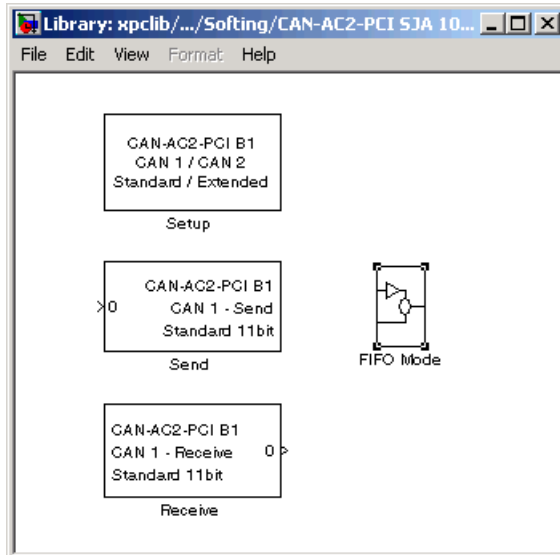 Library: xpclib/.../Softing/CAN-AC2-PCI SJA 10...
File Edit View Format Help
CAN-AC2-PCI B1
CAN 1 / CAN 2
Standard / Extended
Setup
CAN-AC2-PCI B1
0 CAN 1 - Send
Standard 11bit
Send
FIFO Mode
CAN-AC2-PCI B1
CAN 1 - Receive 0
Standard 11bit
Receive